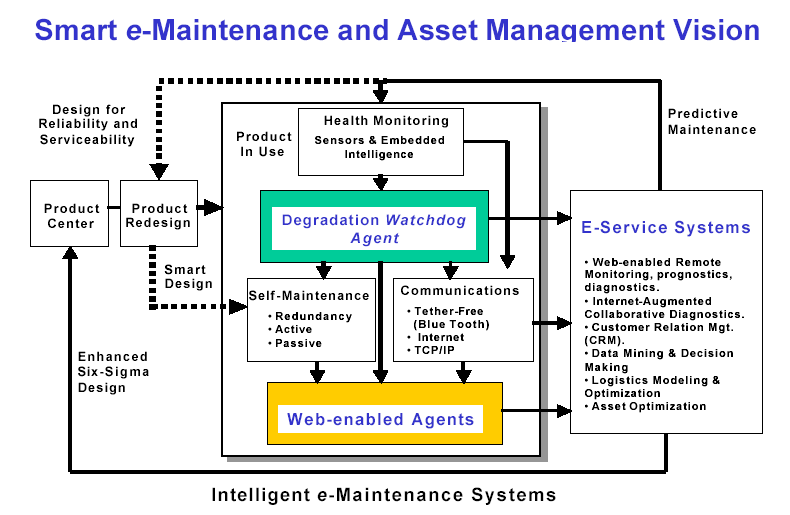 Smart e-Maintenance and Asset Management Vision
Design for
Reliability and
Serviceability
Predictive
Maintenance
Product
In Use
Health Monitoring
Sensors & Embedded
Intelligence
Product
Center
Product
Redesign
Degradation Watchdog
Agent
Smart
Design
Self-Maintenance
• Redundancy
• Active
• Passive
Communications
• Tether-Free
(Blue Tooth)
• Internet
• TCP/IP
E-Service Systems
• Web-enabled Remote
Monitoring, prognostics,
diagnostics.
• Internet-Augmented
Collaborative Diagnostics.
• Customer Relation Mgt.
(CRM).
• Data Mining & Decision
Making
• Logistics Modeling &
Optimization
• Asset Optimization
Enhanced
Six-Sigma
Design
Web-enabled Agents
Intelligent e-Maintenance Systems